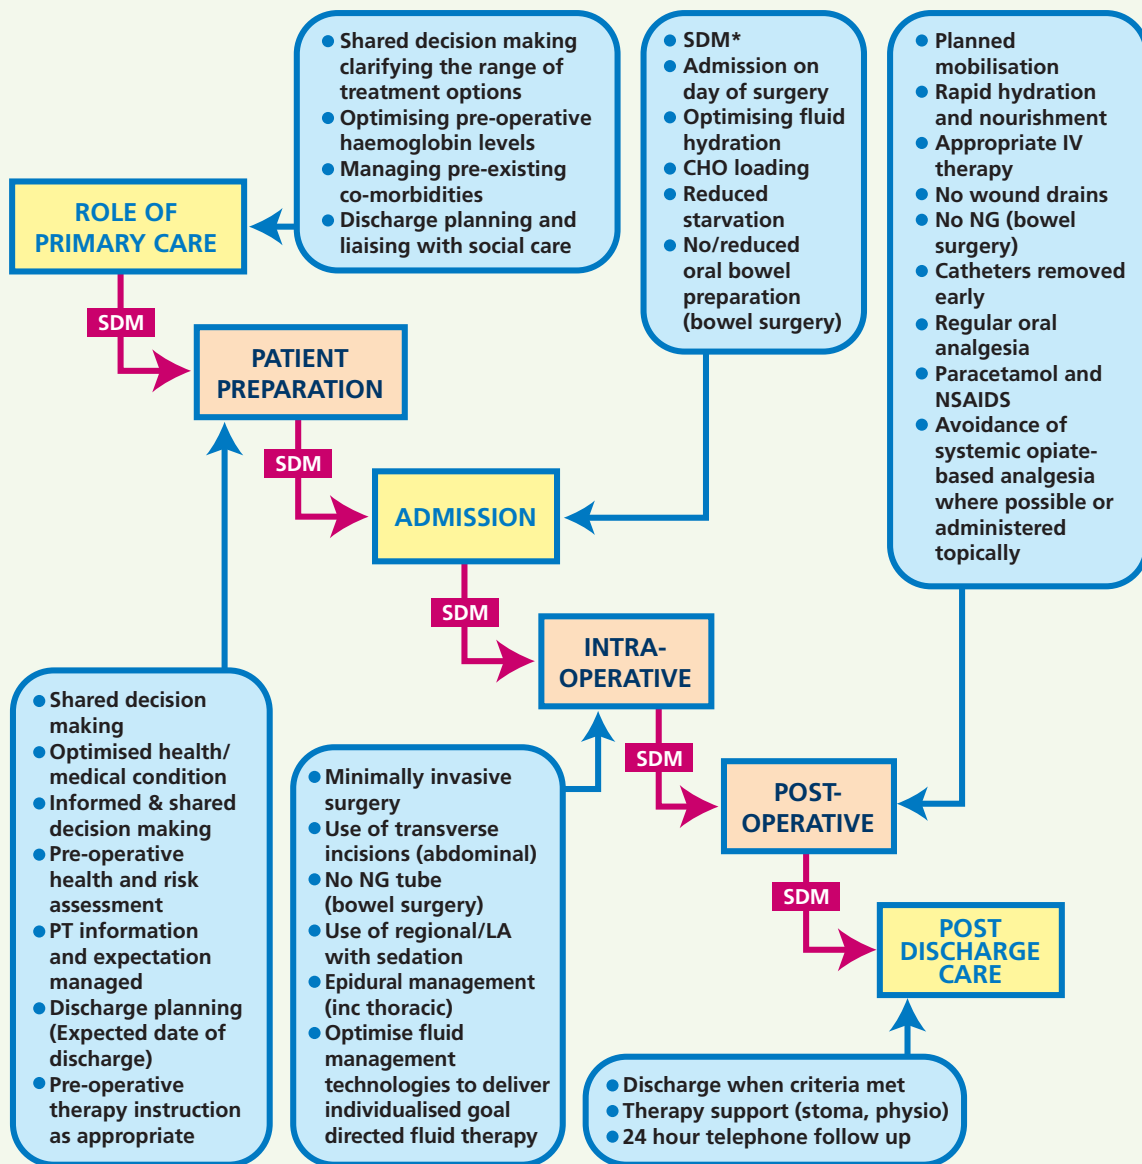 ● Shared decision making
clarifying the range of
treatment options
● Optimising pre-operative
haemoglobin levels
● Managing pre-existing
co-morbidities
● Discharge planning and
liaising with social care
● SDM*
● Admission on
day of surgery
● Optimising fluid
hydration
● CHO loading
● Reduced
starvation
● No/reduced
oral bowel
preparation
(bowel surgery)
● Planned
mobilisation
● Rapid hydration
and nourishment
● Appropriate IV
therapy
● No wound drains
● No NG (bowel
surgery)
● Catheters removed
early
● Regular oral
analgesia
● Paracetamol and
NSAIDS
● Avoidance of
systemic opiate-
based analgesia
where possible or
administered
topically
ROLE OF
PRIMARY CARE
SDM
PATIENT
PREPARATION
SDM
ADMISSION
SDM
INTRA-
OPERATIVE
SDM
POST-
OPERATIVE
SDM
POST
DISCHARGE
CARE
● Shared decision
making
● Optimised health/
medical condition
● Informed & shared
decision making
● Pre-operative
health and risk
assessment
● PT information
and expectation
managed
● Discharge planning
(Expected date of
discharge)
● Pre-operative
therapy instruction
as appropriate
● Minimally invasive
surgery
● Use of transverse
incisions (abdominal)
● No NG tube
(bowel surgery)
● Use of regional/LA
with sedation
● Epidural management
(inc thoracic)
● Optimise fluid
management
technologies to deliver
individualised goal
directed fluid therapy
● Discharge when criteria met
● Therapy support (stoma, physio)
● 24 hour telephone follow up